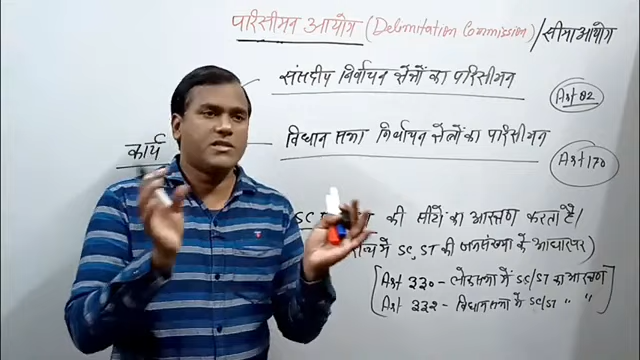 परिसीमन आयोग (Delimitation Commission) / सीमा आयोग
संसदीय निर्वाचन क्षेत्रों का परिसीमन
Art 82
कार्य
विधान सभा निर्वाचन क्षेत्रों का परिसीमन
Art 170
SC की सीटों का आरक्षण करता है /
में SC, ST की जनसंख्या के आधार पर )
Art 330 - लोकसभा में SC/ST का आरक्षण
Art 332 - विधानसभा में SC/ST " "